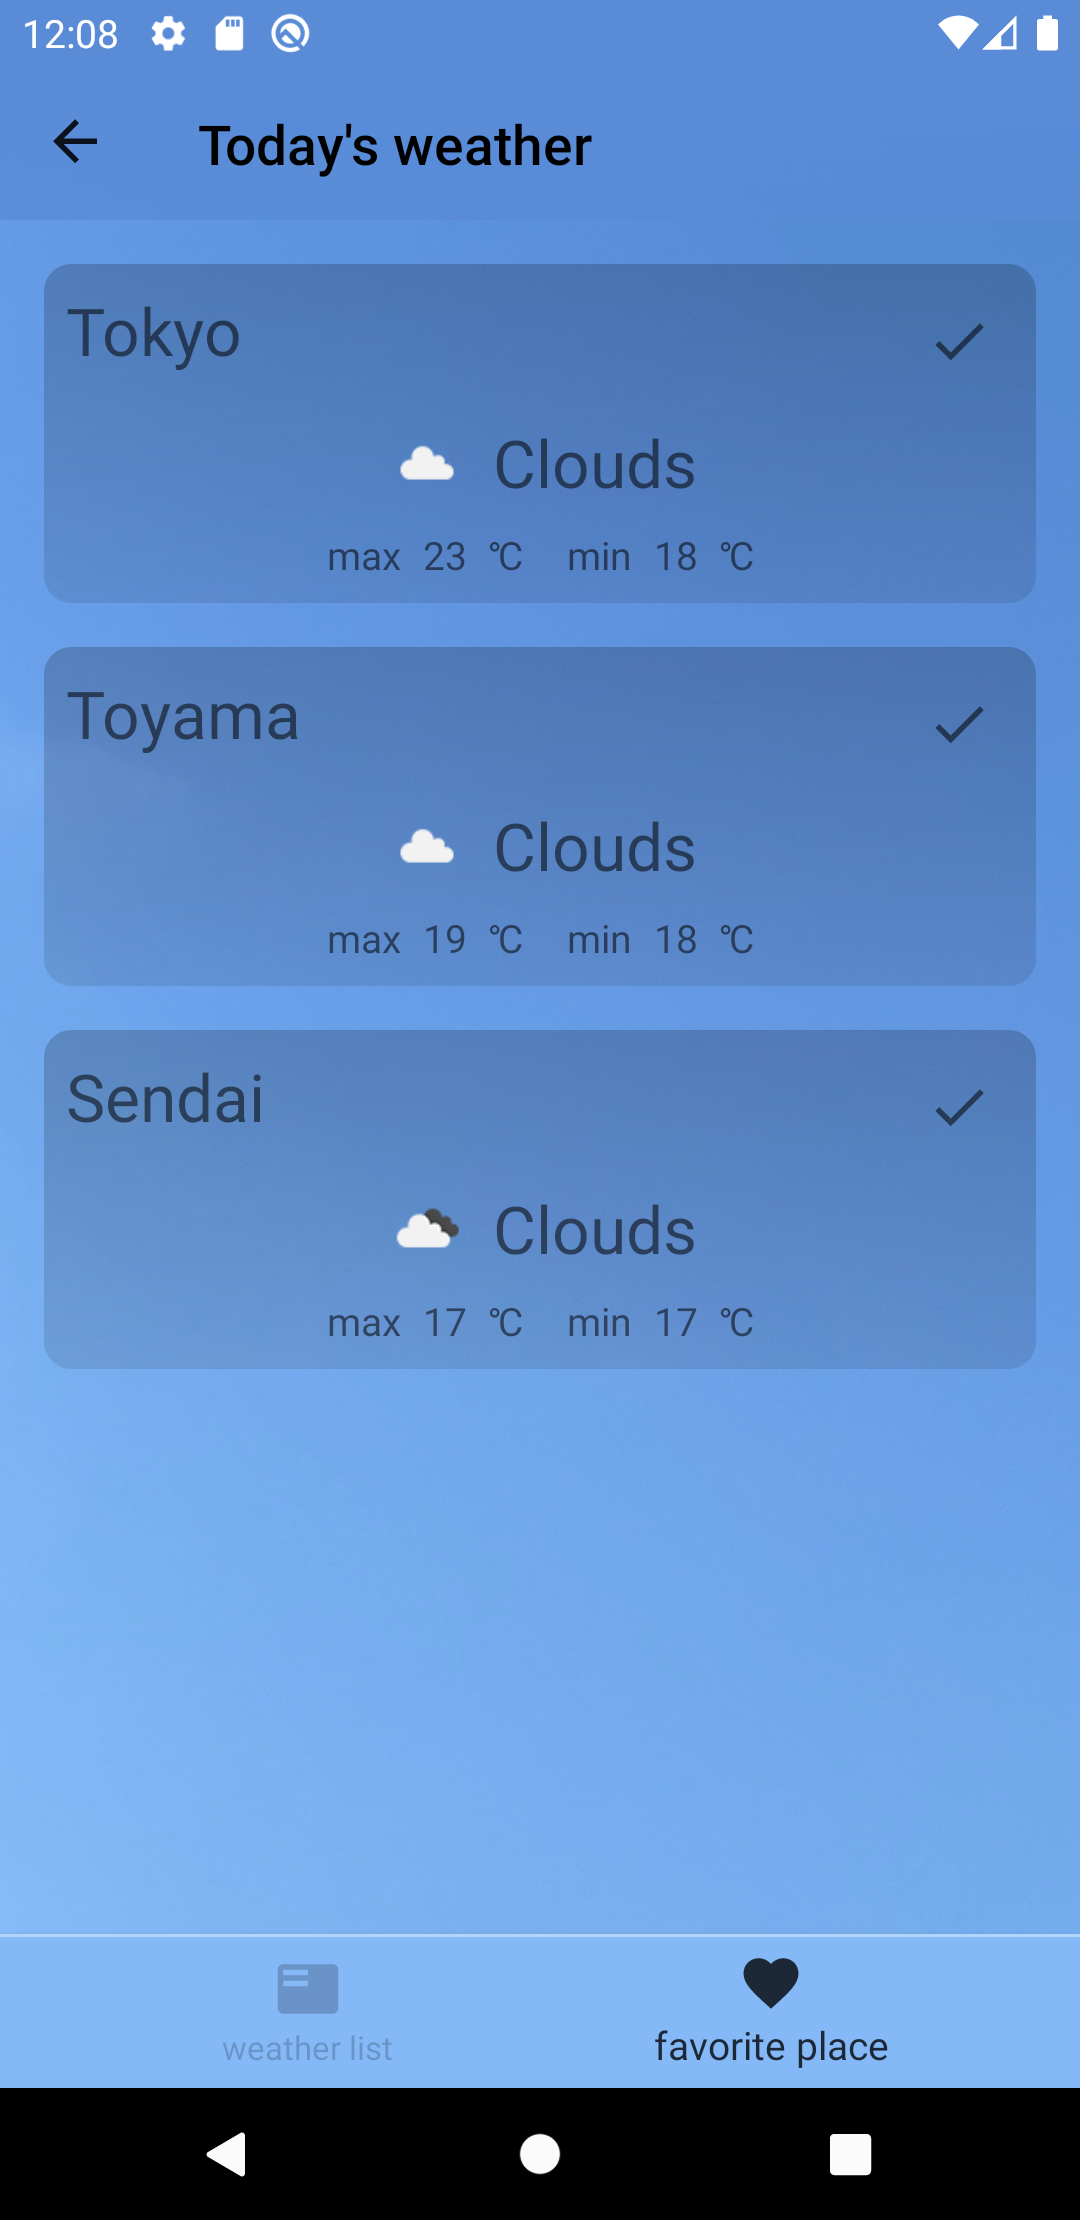 12:08
Today's weather
Tokyo
Clouds
max 23 ℃ min 18 ℃
Toyama
Clouds
max 19 ℃ min 18 ℃
Sendai
Clouds
max 17 ℃ min 17 ℃
weather list
favorite place